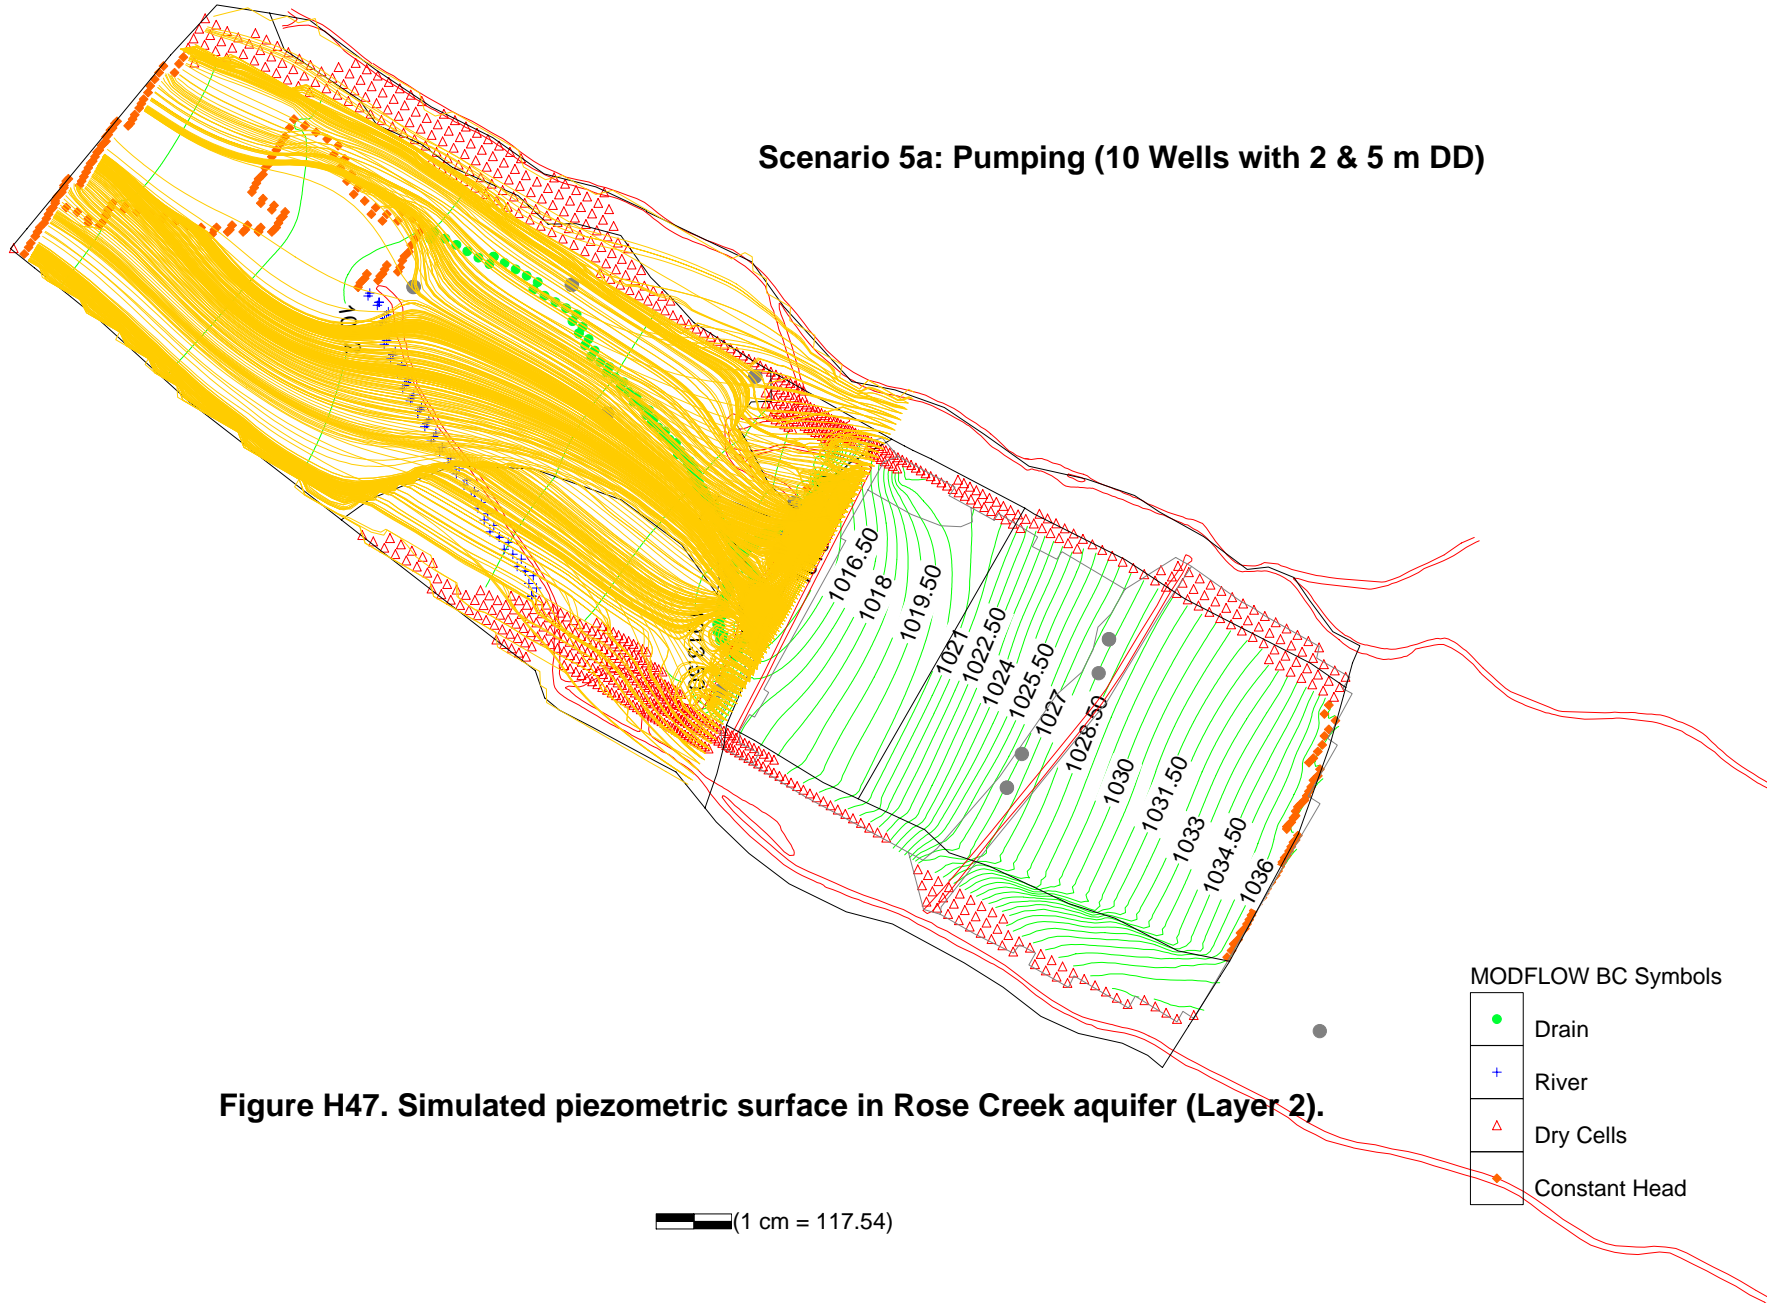 Scenario 5a: Pumping (10 Wells with 2 & 5 m DD)
1016.50
1018
1019.50
1021
1022.50
1024
1025.50
1027
1028.50
1030
1031.50
1033
1034.50
1036
MODFLOW BC Symbols
Drain
River
Dry Cells
Constant Head
Figure H47. Simulated piezometric surface in Rose Creek aquifer (Layer 2).
(1 cm = 117.54)